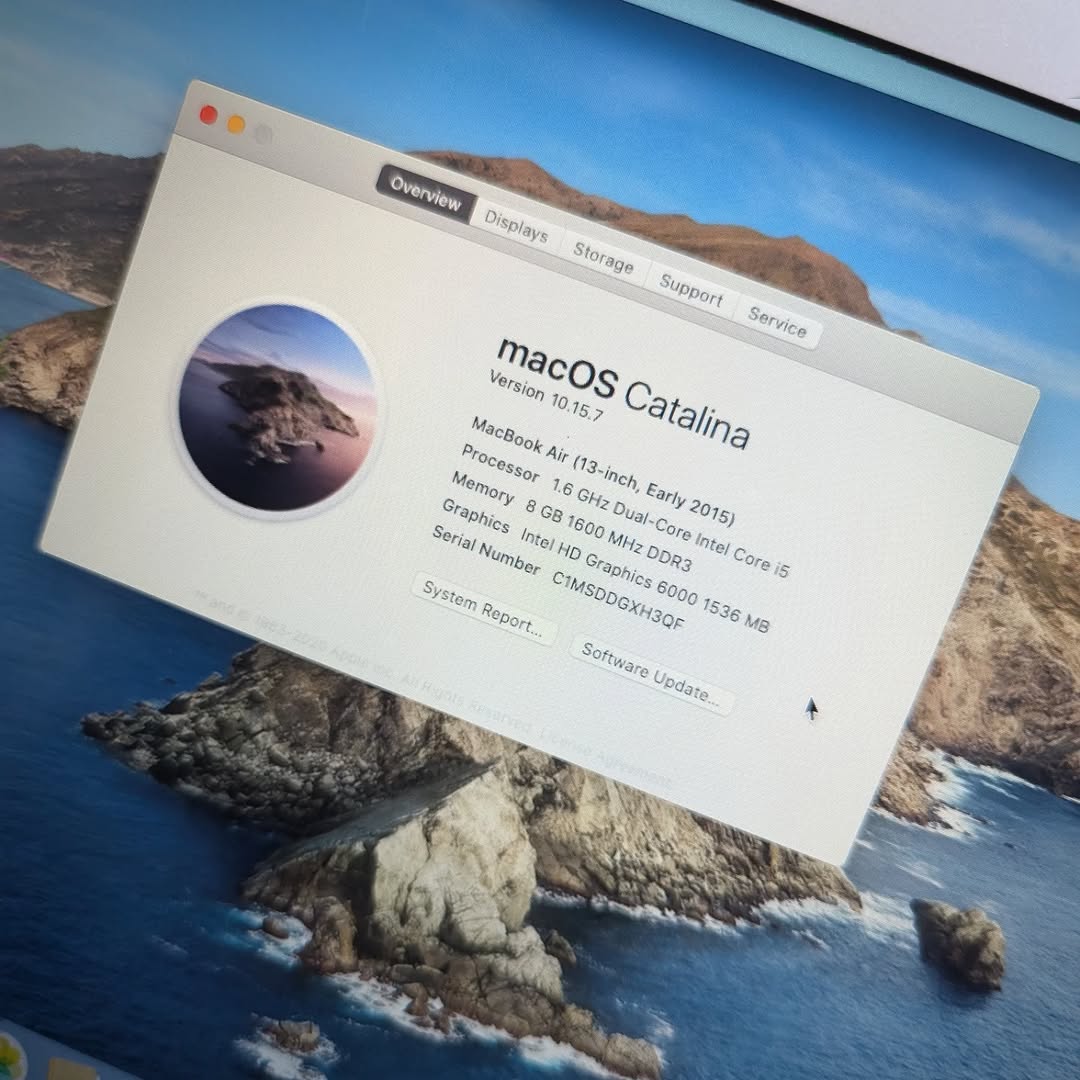 Overview Displays Storage Support Service
macOS Catalina
Version 10.15.7
MacBook Air (13-inch, Early 2015)
Processor 1.6 GHz Dual-Core Intel Core i5
Memory 8 GB 1600 MHz DDR3
Graphics Intel HD Graphics 6000 1536 MB
Serial Number C1MSDDGXH3QF
System Report... Software Update...
™ and © 1983-2020 Apple Inc. All Rights Reserved. License Agreement